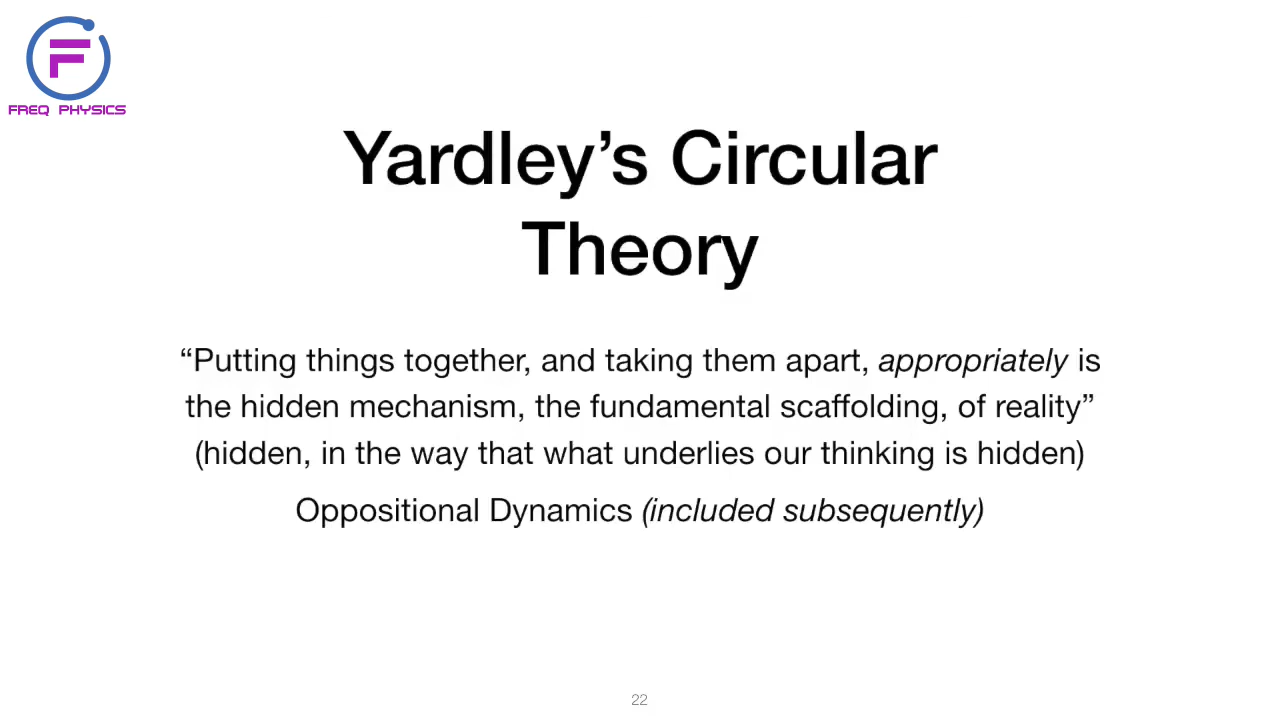 F
FREQ PHYSICS
Yardley’s Circular
Theory
“Putting things together, and taking them apart, appropriately is
the hidden mechanism, the fundamental scaffolding, of reality”
(hidden, in the way that what underlies our thinking is hidden)
Oppositional Dynamics (included subsequently)
22